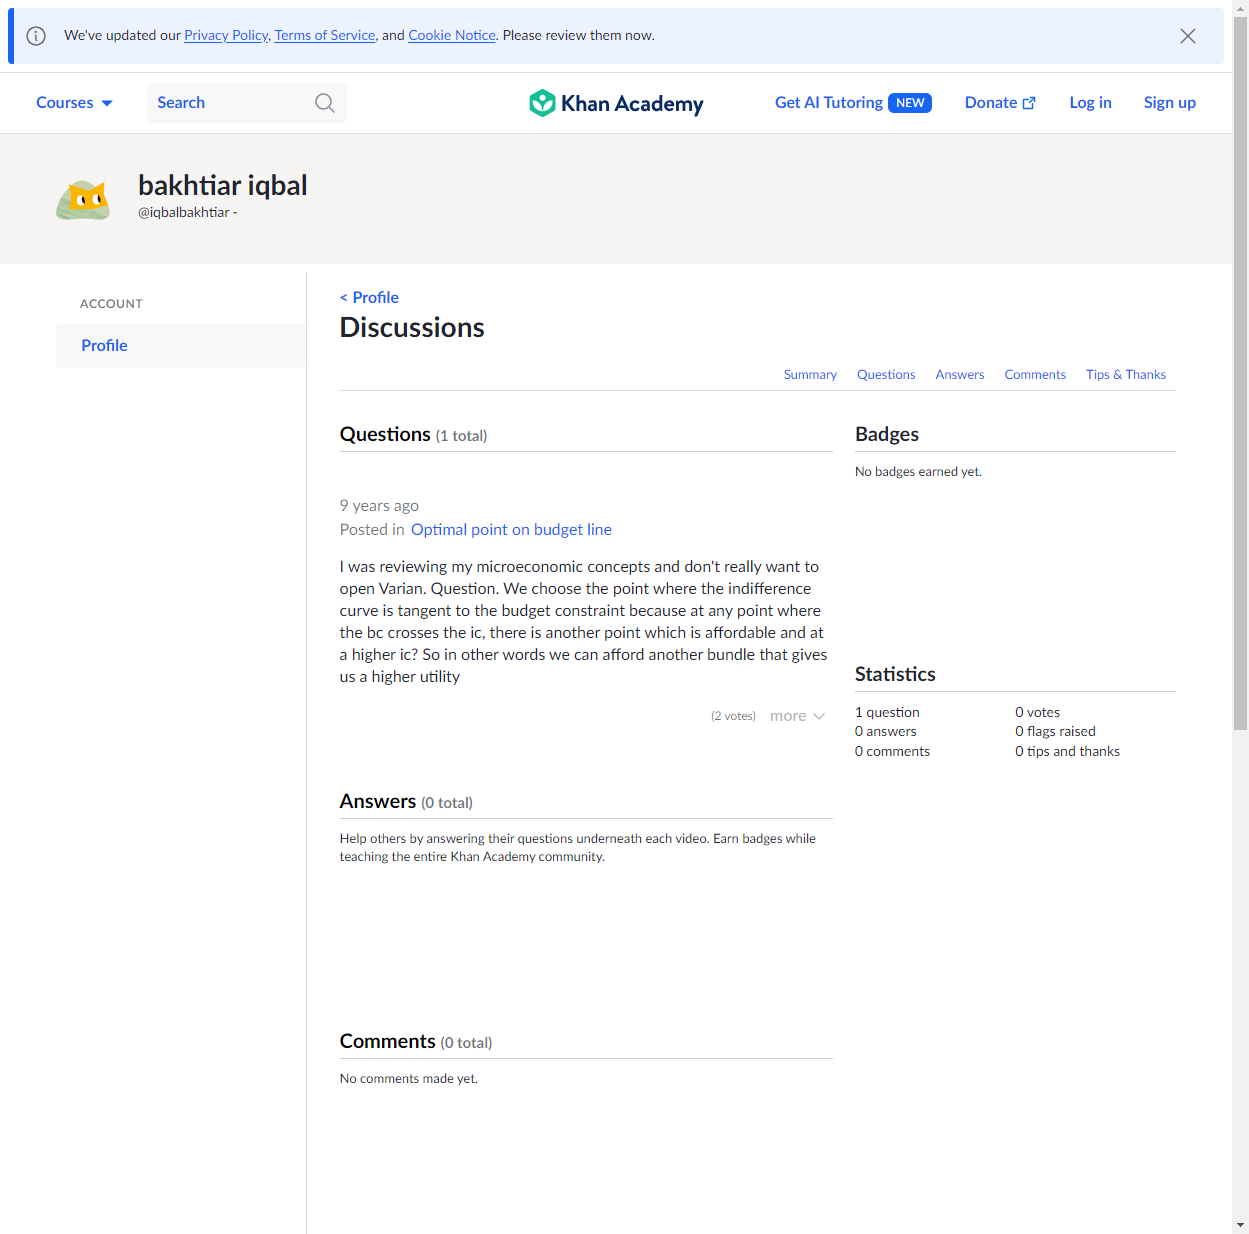 We've updated our Privacy Policy, Terms of Service, and Cookie Notice. Please review them now.
Courses
Search
Khan Academy
Get AI Tutoring NEW
Donate
Log in
Sign up
bakhtiar iqbal
@iqbalbakhtiar -
ACCOUNT
Profile
< Profile
Discussions
Summary Questions Answers Comments Tips & Thanks
Questions (1 total)
9 years ago
Posted in Optimal point on budget line
I was reviewing my microeconomic concepts and don't really want to
open Varian. Question. We choose the point where the indifference
curve is tangent to the budget constraint because at any point where
the bc crosses the ic, there is another point which is affordable and at
a higher ic? So in other words we can afford another bundle that gives
us a higher utility
(2 votes) more
Answers (0 total)
Help others by answering their questions underneath each video. Earn badges while
teaching the entire Khan Academy community.
Comments (0 total)
No comments made yet.
Badges
No badges earned yet.
Statistics
1 question 0 votes
0 answers 0 flags raised
0 comments 0 tips and thanks